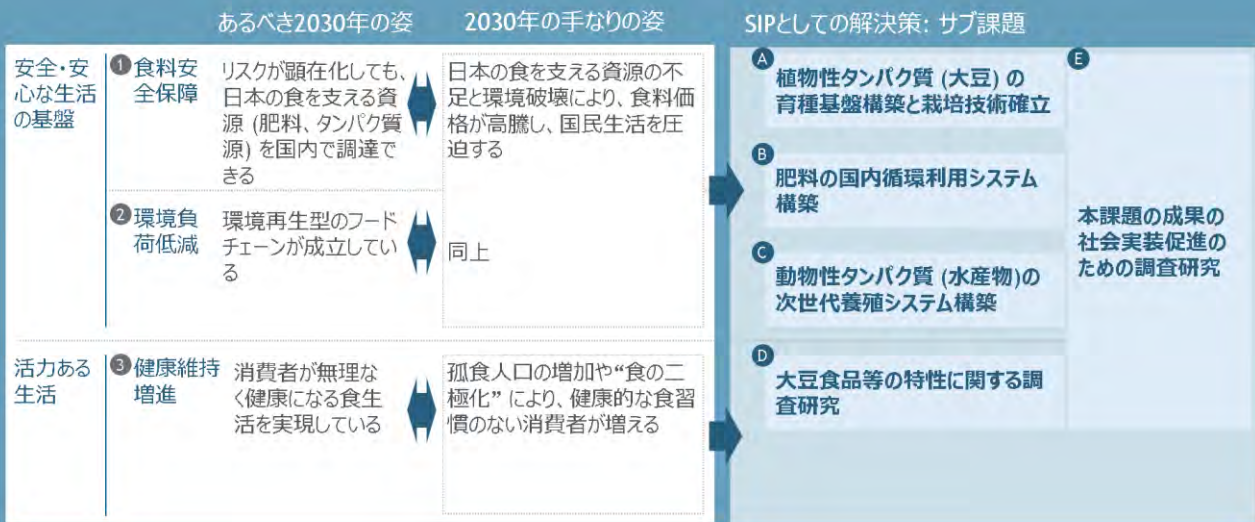 あるべき2030年の姿
2030年の手なりの姿
SIPとしての解決策: サブ課題
安全・安
心な生活
の基盤
1 食料安
全保障
リスクが顕在化しても、
日本の食を支える資
源 (肥料、タンパク質
源) を国内で調達で
きる
日本の食を支える資源の不
足と環境破壊により、食料価
格が高騰し、国民生活を圧
迫する
2 環境負
荷低減
環境再生型のフード
チェーンが成立してい
る
同上
活力ある
生活
3 健康維持
増進
消費者が無理な
く健康になる食生
活を実現している
孤食人口の増加や“食の二
極化” により、健康的な食習
慣のない消費者が増える
A
植物性タンパク質 (大豆) の
育種基盤構築と栽培技術確立
B
肥料の国内循環利用システム
構築
C
動物性タンパク質 (水産物)の
次世代養殖システム構築
D
大豆食品等の特性に関する調
査研究
E
本課題の成果の
社会実装促進の
ための調査研究